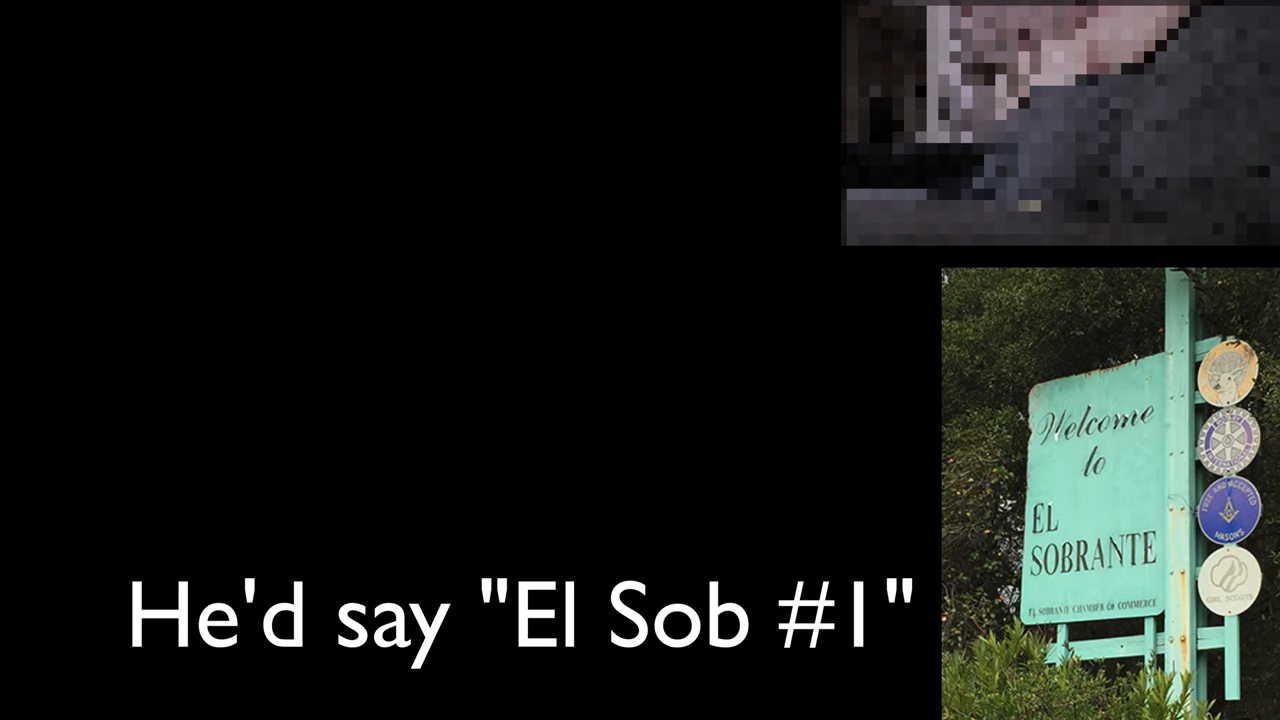 Welcome
to
EL
SOBRANTE
EL SOBRANTE CHAMBER OF COMMERCE
FREE AND ACCEPTED
MASONS
GIRL SCOUTS
He'd say "El Sob #1"